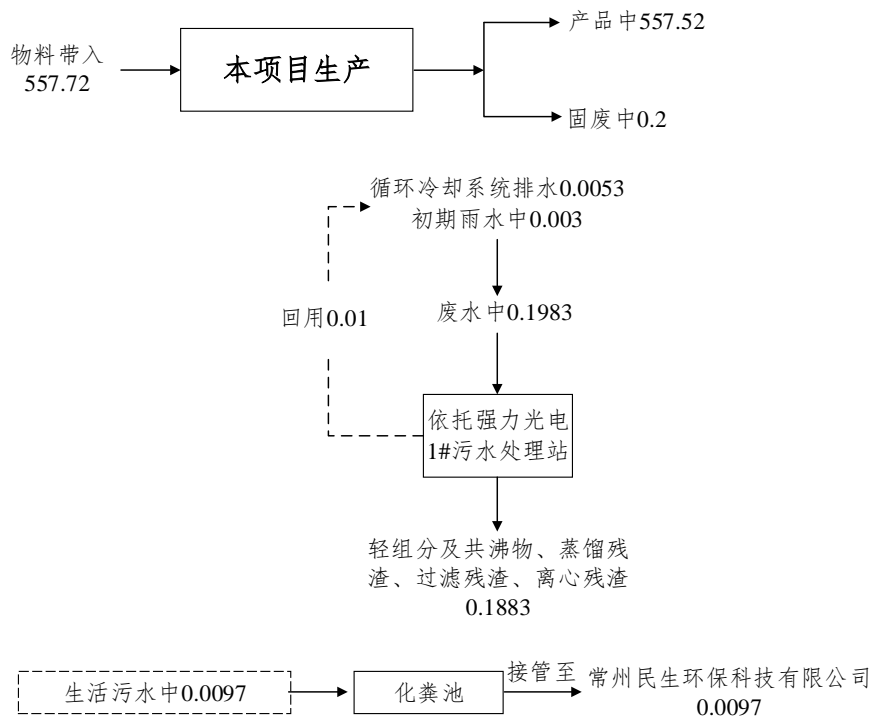 物料带入
557.72
本项目生产
产品中557.52
固废中0.2
循环冷却系统排水0.0053
初期雨水中0.003
回用0.01
废水中0.1983
依托强力光电
1#污水处理站
轻组分及共沸物、蒸馏残
渣、过滤残渣、离心残渣
0.1883
生活污水中0.0097
化粪池
接管至
常州民生环保科技有限公司
0.0097